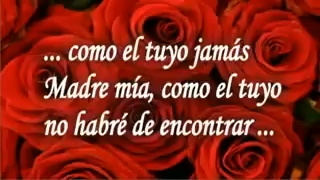 ... como el tuyo jamás
Madre mía, como el tuyo
no habré de encontrar ...